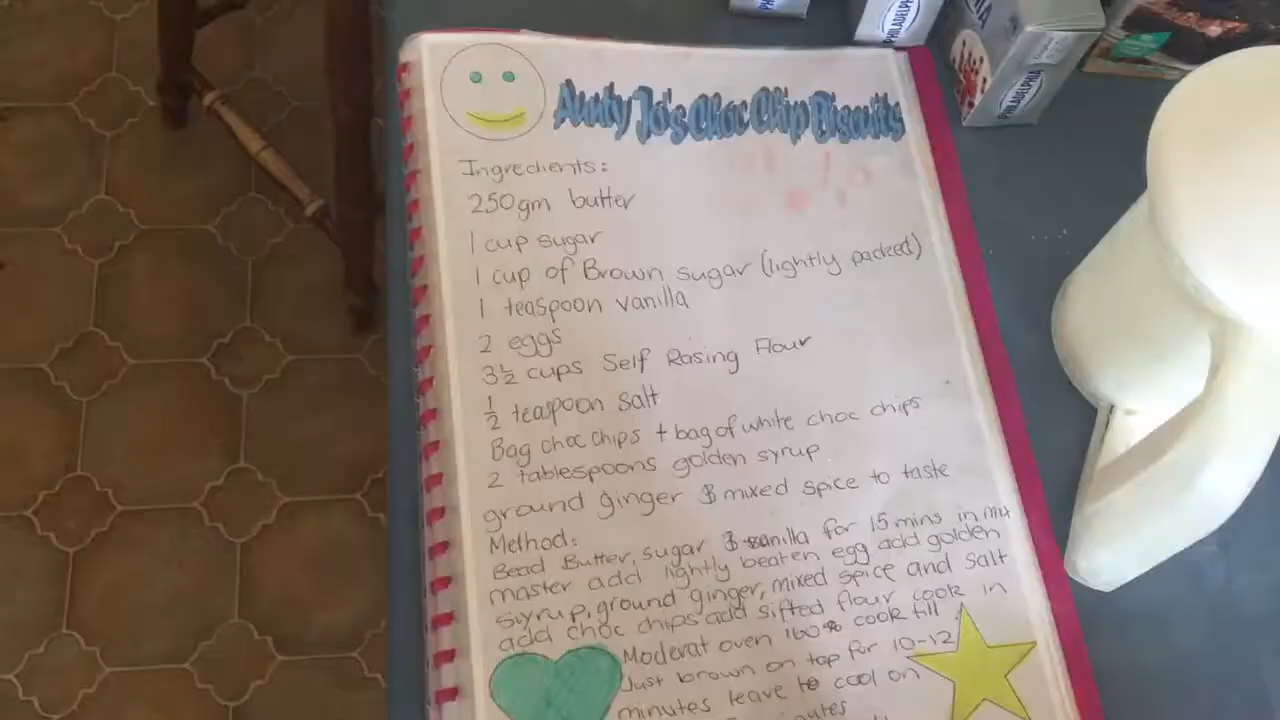 PHILADELPHIA
PHILADELPHIA
Aunty Jo's Choc Chip Biscuits
Ingredients:
250gm butter
1 cup sugar
1 cup of Brown sugar (lightly packed)
1 teaspoon vanilla
2 eggs
3½ cups Self Rasing Flour
½ teaspoon salt
Bag choc chips + bag of white choc chips
2 tablespoons golden syrup
ground ginger & mixed spice to taste
Method:
Bead Butter, sugar & vanilla for 15 mins in mix
master add lightly beaten egg add golden
syrup, ground ginger, mixed spice and salt
add choc chips add sifted flour cook in
Moderat oven 160° cook till
Just brown on top for 10-12
minutes leave to cool on
minutes